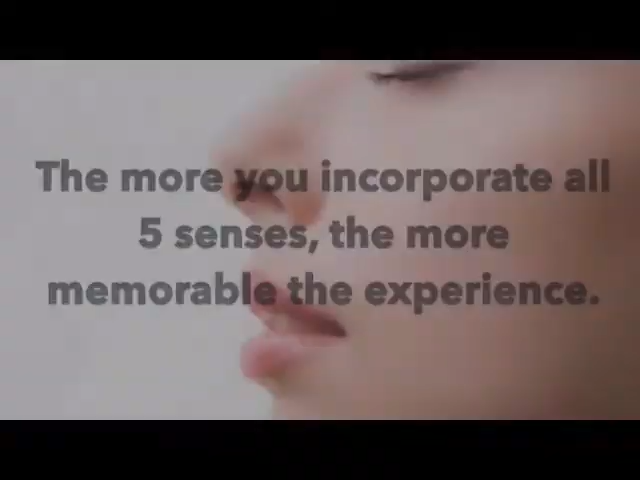 The more you incorporate all
5 senses, the more
memorable the experience.